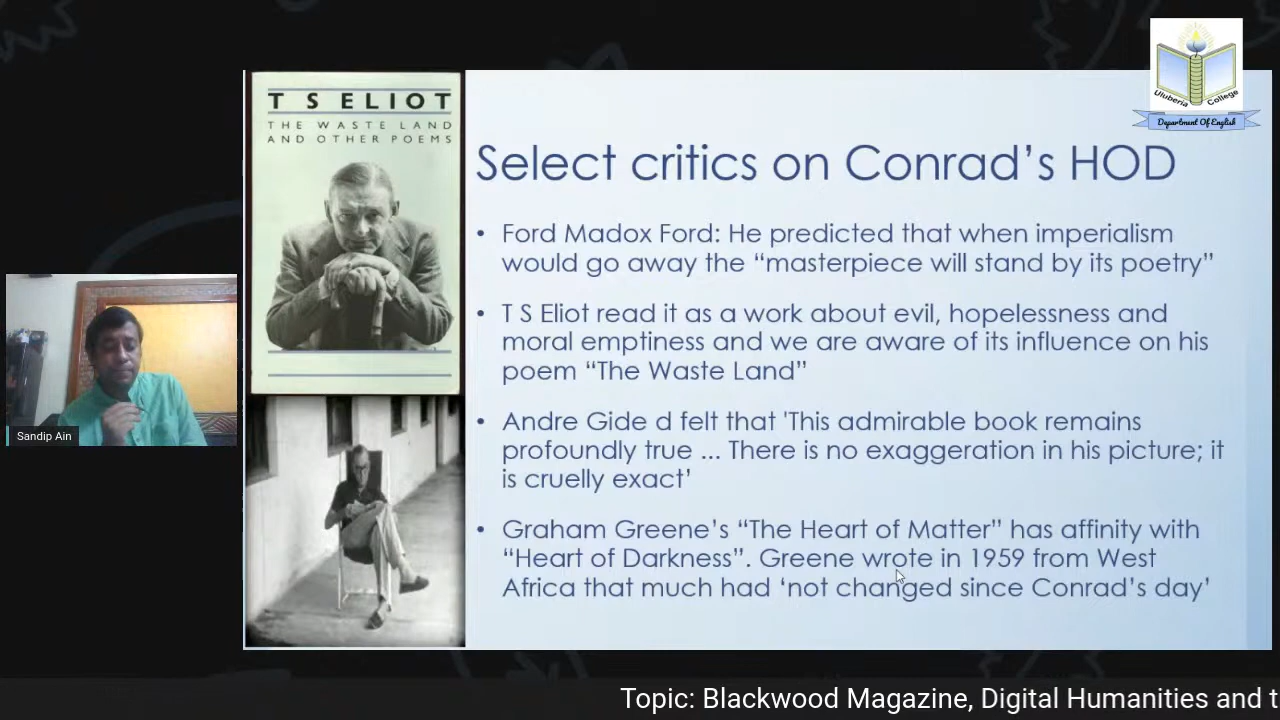 T S ELIOT
THE WASTE LAND
AND OTHER POEMS
Uluberia College
Department Of English
Select critics on Conrad’s HOD
• Ford Madox Ford: He predicted that when imperialism
would go away the “masterpiece will stand by its poetry”
• T S Eliot read it as a work about evil, hopelessness and
moral emptiness and we are aware of its influence on his
poem “The Waste Land”
• Andre Gide d felt that 'This admirable book remains
profoundly true ... There is no exaggeration in his picture; it
is cruelly exact’
• Graham Greene’s “The Heart of Matter” has affinity with
“Heart of Darkness”. Greene wrote in 1959 from West
Africa that much had ‘not changed since Conrad’s day’
Sandip Ain
Topic: Blackwood Magazine, Digital Humanities and t